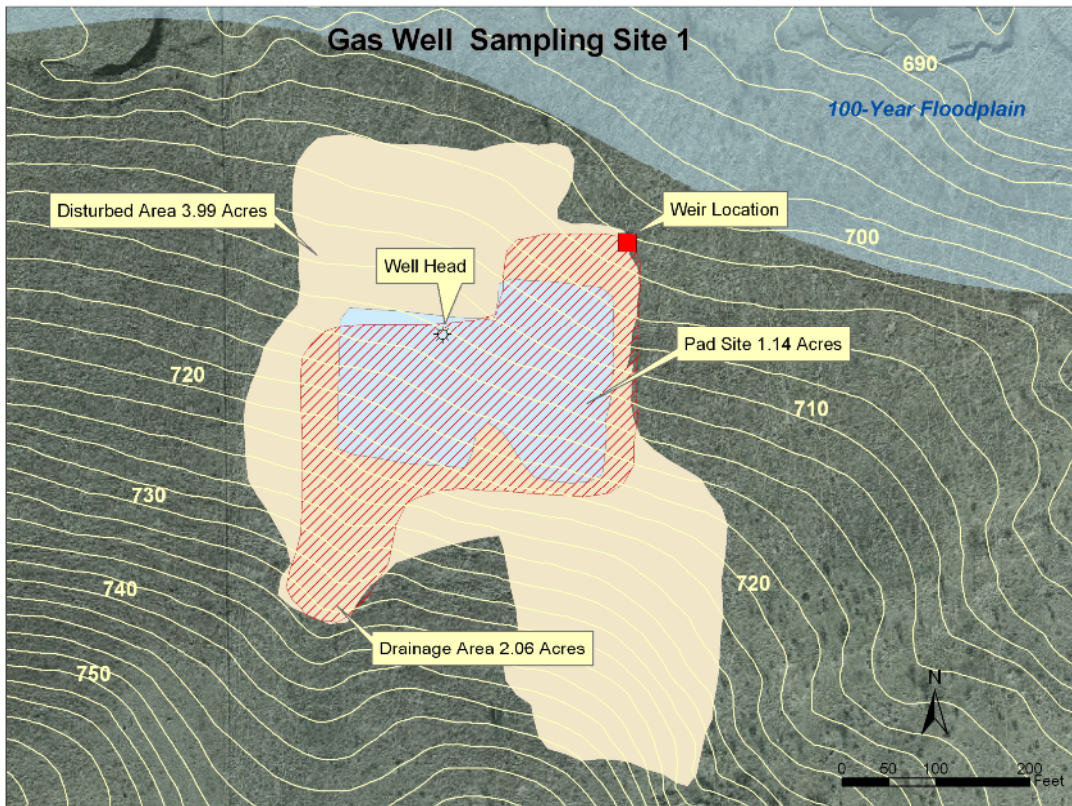 Gas Well Sampling Site 1
690
100-Year Floodplain
Disturbed Area 3.99 Acres
Weir Location
700
Well Head
Pad Site 1.14 Acres
720
710
730
740
720
Drainage Area 2.06 Acres
750
N
0 50 100 200
Feet